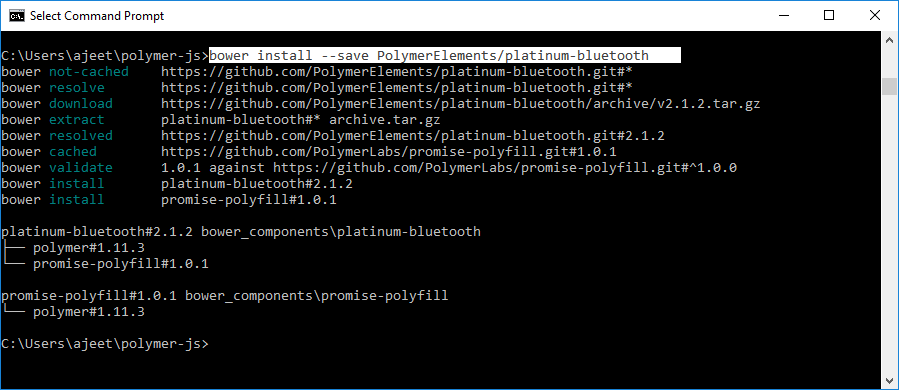 Select Command Prompt
C:\Users\ajeet\polymer-js>bower install --save PolymerElements/platinum-bluetooth
bower not-cached    https://github.com/PolymerElements/platinum-bluetooth.git#*
bower resolve       https://github.com/PolymerElements/platinum-bluetooth.git#*
bower download      https://github.com/PolymerElements/platinum-bluetooth/archive/v2.1.2.tar.gz
bower extract       platinum-bluetooth#* archive.tar.gz
bower resolved      https://github.com/PolymerElements/platinum-bluetooth.git#2.1.2
bower cached        https://github.com/PolymerLabs/promise-polyfill.git#1.0.1
bower validate      1.0.1 against https://github.com/PolymerLabs/promise-polyfill.git#^1.0.0
bower install       platinum-bluetooth#2.1.2
bower install       promise-polyfill#1.0.1
platinum-bluetooth#2.1.2 bower_components\platinum-bluetooth
├── polymer#1.11.3
└── promise-polyfill#1.0.1
promise-polyfill#1.0.1 bower_components\promise-polyfill
└── polymer#1.11.3
C:\Users\ajeet\polymer-js>